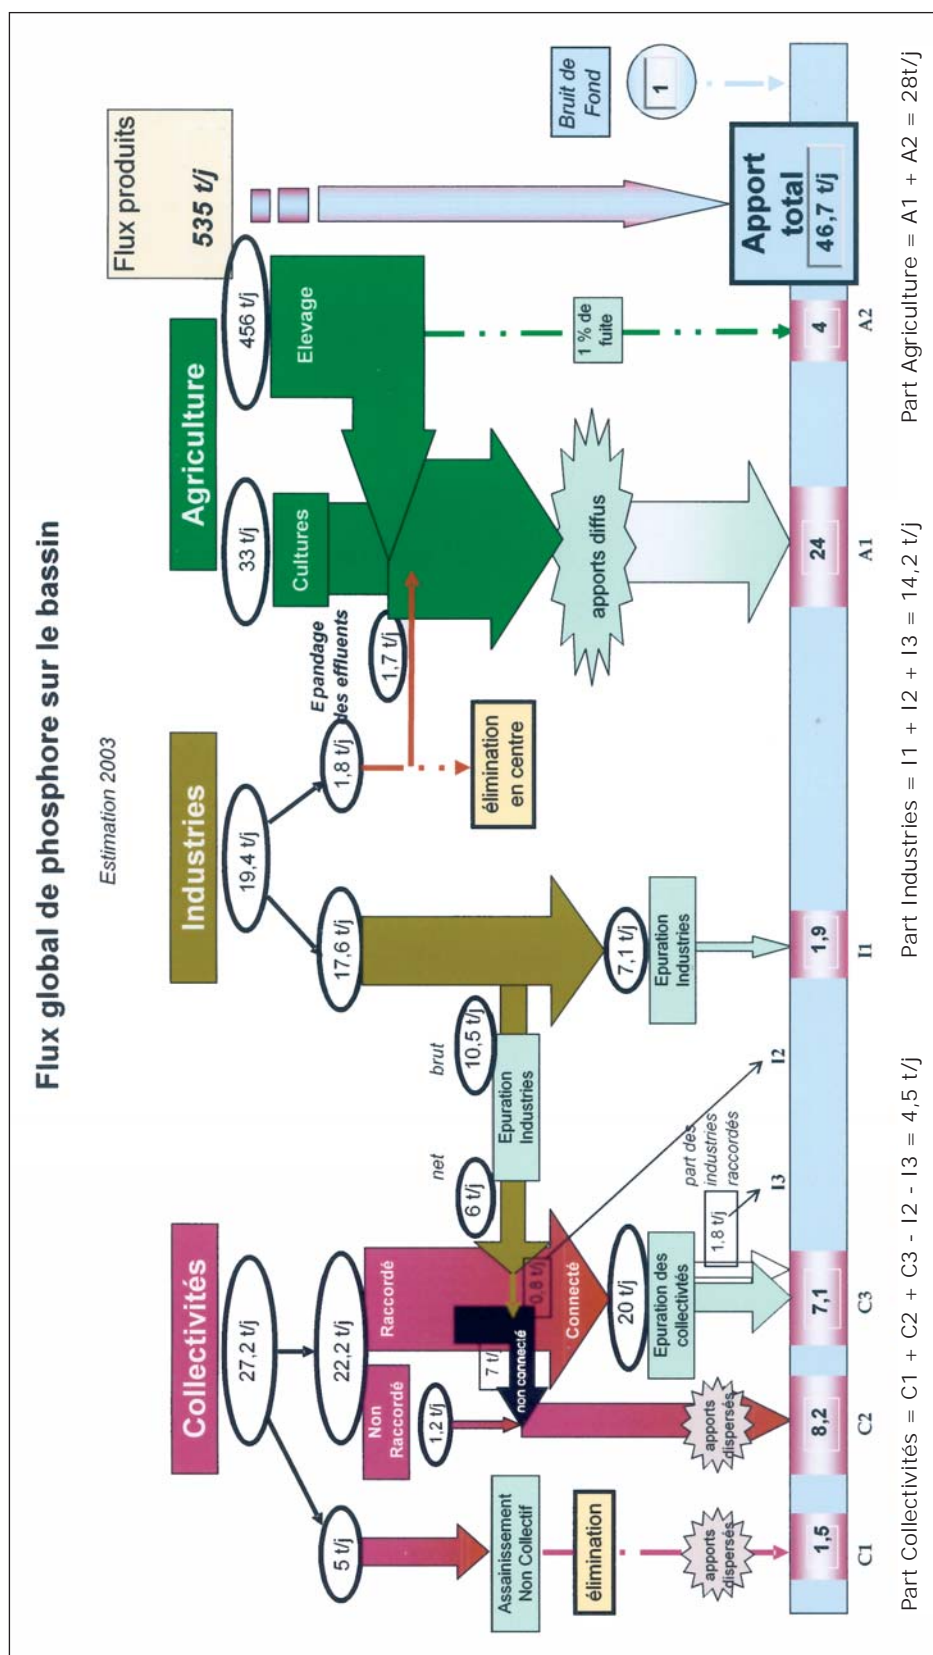 Flux global de phosphore sur le bassin
Estimation 2003
Collectivités
27,2 t/j
5 t/j
22,2 t/j
Assainissement
Non Collectif
élimination
apports
dispersés
1,5
C1
Non
Raccordé
1,2 t/j
Raccordé
7 t/j
non connecté
0.8 t/j
Connecté
apports
dispersés
8,2
C2
20 t/j
Epuration des
collectivtés
1.8 t/j
part des
industries
raccordés
7,1
C3
I3
I2
Industries
19,4 t/j
17,6 t/j
1,8 t/j
brut
10,5 t/j
Epuration
Industries
net
6 t/j
7,1 t/j
Epuration
Industries
1,9
I1
Epandage
des effluents
1,7 t/j
élimination
en centre
Agriculture
33 t/j
456 t/j
Cultures
Elevage
apports diffus
1 % de
fuite
24
A1
4
A2
Flux produits
535 t/j
Apport
total
46,7 t/j
Bruit de
Fond
1
Part Collectivités = C1 + C2 + C3 - I2 - I3 = 4,5 t/j
Part Industries = I1 + I2 + I3 = 14,2 t/j
Part Agriculture = A1 + A2 = 28t/j